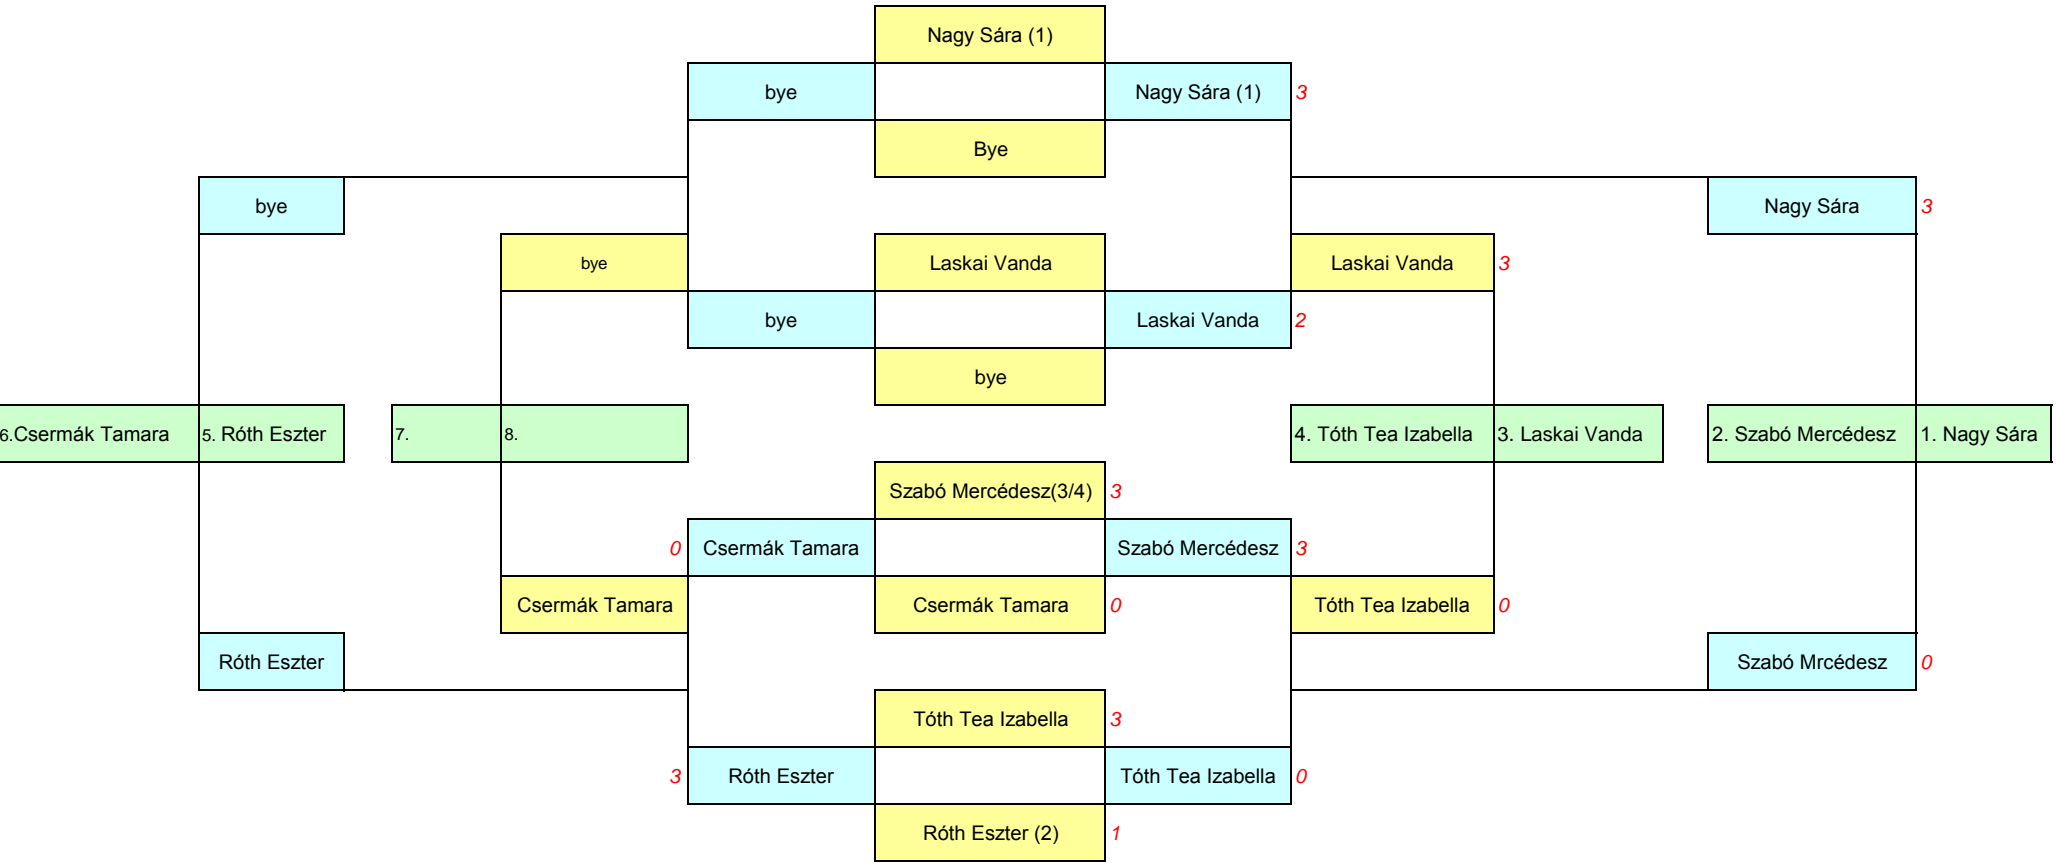 Nagy Sára (1)
bye Nagy Sára (1) 3
Bye
bye Nagy Sára 3
bye Laskai Vanda Laskai Vanda 3
bye Laskai Vanda 2
bye
6.Csermák Tamara 5. Róth Eszter 7. 8. 4. Tóth Tea Izabella 3. Laskai Vanda 2. Szabó Mercédesz 1. Nagy Sára
Szabó Mercédesz(3/4) 3
0 Csermák Tamara Szabó Mercédesz 3
Csermák Tamara Csermák Tamara 0 Tóth Tea Izabella 0
Róth Eszter Szabó Mrcédesz 0
Tóth Tea Izabella 3
3 Róth Eszter Tóth Tea Izabella 0
Róth Eszter (2) 1